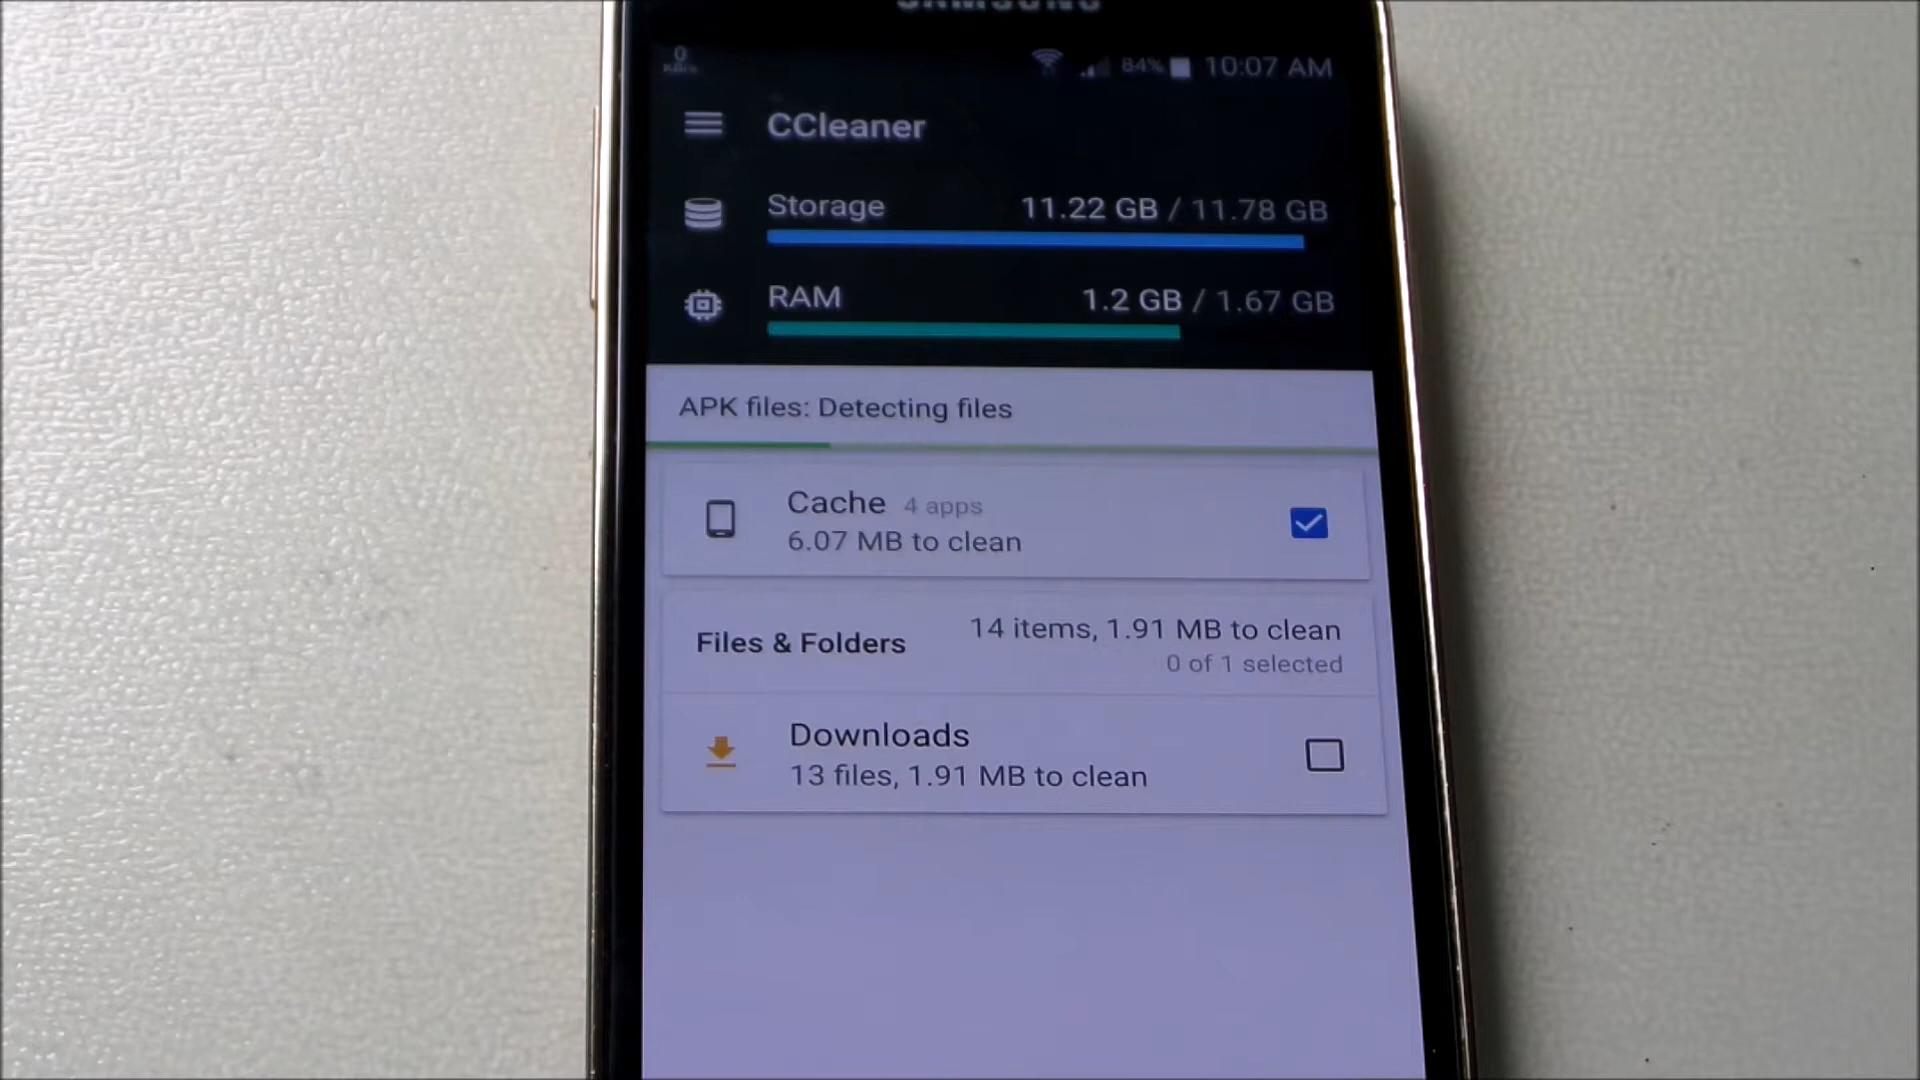 SAMSUNG
0
84% 10:07 AM
CCleaner
Storage 11.22 GB / 11.78 GB
RAM 1.2 GB / 1.67 GB
APK files: Detecting files
Cache 4 apps
6.07 MB to clean
Files & Folders 14 items, 1.91 MB to clean
0 of 1 selected
Downloads
13 files, 1.91 MB to clean